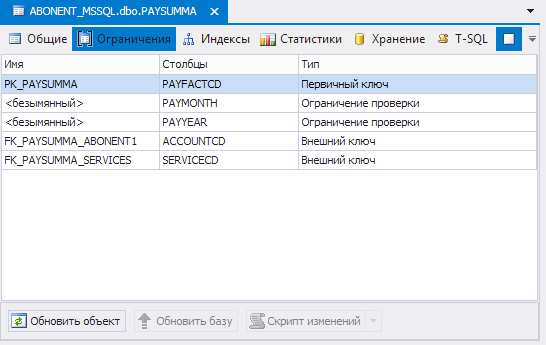 ABONENT_MSSQL.dbo.PAYSUMMA
Общие Ограничения Индексы Статистики Хранение T-SQL
Имя Столбцы Тип
PK_PAYSUMMA PAYFACTCD Первичный ключ
<безымянный> PAYMONTH Ограничение проверки
<безымянный> PAYYEAR Ограничение проверки
FK_PAYSUMMA_ABONENT1 ACCOUNTCD Внешний ключ
FK_PAYSUMMA_SERVICES SERVICECD Внешний ключ
Обновить объект Обновить базу Скрипт изменений